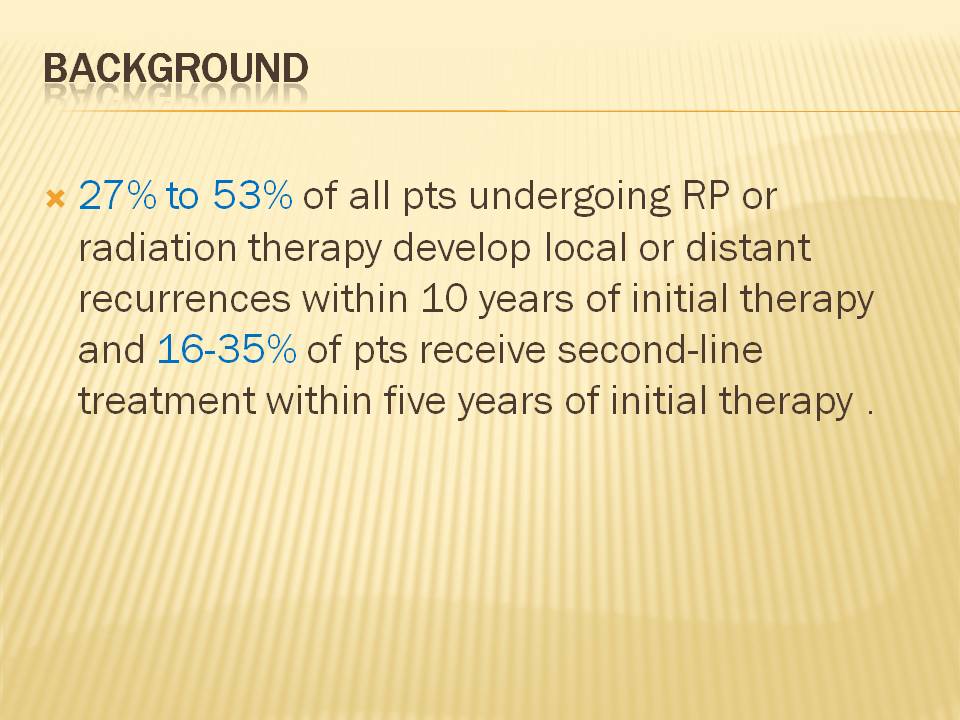 BACKGROUND
27% to 53% of all pts undergoing RP or
radiation therapy develop local or distant
recurrences within 10 years of initial therapy
and 16-35% of pts receive second-line
treatment within five years of initial therapy .